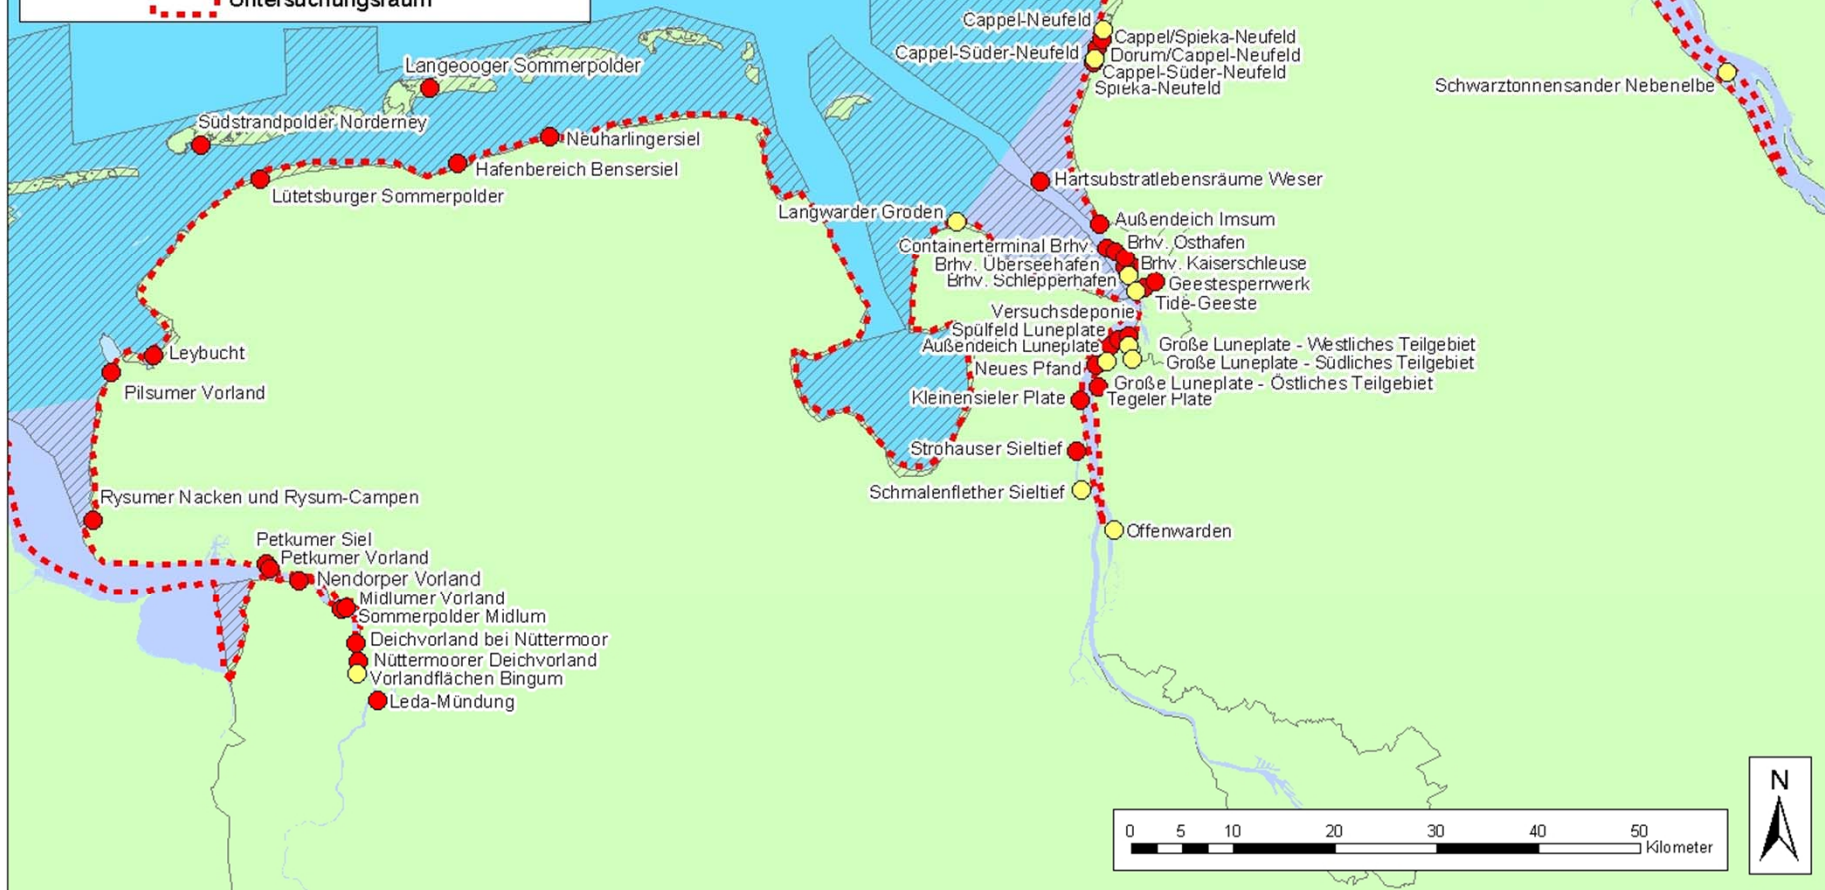 Untersuchungsraum
Cappel-Neufeld
Cappel/Spieka-Neufeld
Cappel-Süder-Neufeld
Dorum/Cappel-Neufeld
Cappel-Süder-Neufeld
Spieka-Neufeld
Schwarztonnensander Nebenelbe
Langeooger Sommerpolder
Südstrandpolder Norderney
Neuharlingersiel
Hafenbereich Bensersiel
Lütetsburger Sommerpolder
Hartsubstratlebensräume Weser
Langwarder Groden
Außendeich Imsum
Containerterminal Brhv.
Brhv. Osthafen
Brhv. Überseehafen
Brhv. Kaiserschleuse
Brhv. Schlepperhafen
Geestesperrwerk
Tide-Geeste
Versuchsdeponie
Spülfeld Luneplate
Außendeich Luneplate
Große Luneplate - Westliches Teilgebiet
Große Luneplate - Südliches Teilgebiet
Neues Pfand
Große Luneplate - Östliches Teilgebiet
Kleinensieler Plate
Tegeler Plate
Leybucht
Pilsumer Vorland
Strohauser Sieltief
Schmalenflether Sieltief
Offenwarden
Rysumer Nacken und Rysum-Campen
Petkumer Siel
Petkumer Vorland
Nendorper Vorland
Midlumer Vorland
Sommerpolder Midlum
Deichvorland bei Nüttermoor
Nüttermoorer Deichvorland
Vorlandflächen Bingum
Leda-Mündung
N
0 5 10 20 30 40 50
Kilometer